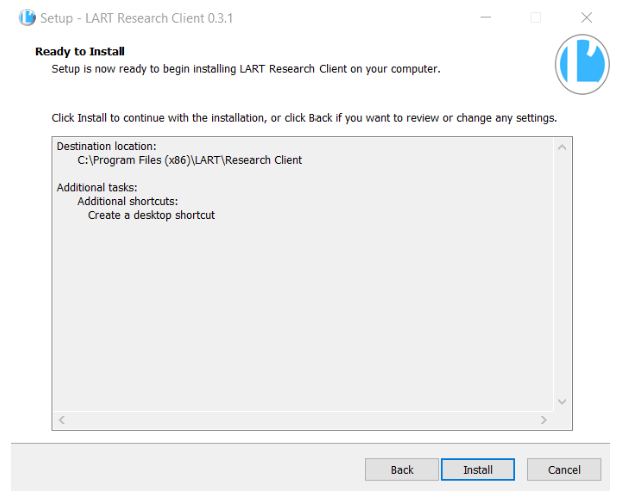 Setup - LART Research Client 0.3.1
Ready to Install
Setup is now ready to begin installing LART Research Client on your computer.
Click Install to continue with the installation, or click Back if you want to review or change any settings.
Destination location:
C:\Program Files (x86)\LART\Research Client
Additional tasks:
Additional shortcuts:
Create a desktop shortcut
Back
Install
Cancel